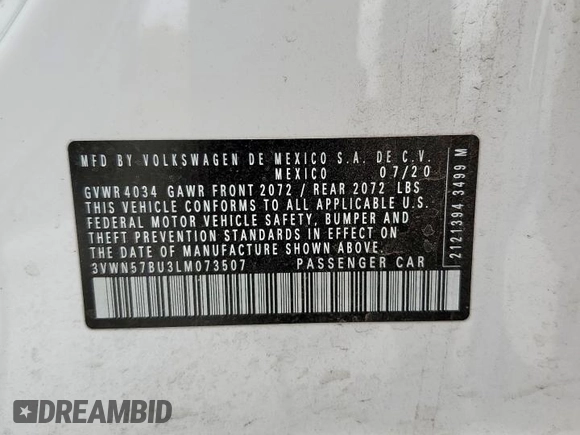 MFD BY VOLKSWAGEN DE MEXICO S.A. DE C.V.
MEXICO 07/20
GVWR 4034 GAWR FRONT 2072 / REAR 2072 LBS
THIS VEHICLE CONFORMS TO ALL APPLICABLE U.S.
FEDERAL MOTOR VEHICLE SAFETY, BUMPER AND
THEFT PREVENTION STANDARDS IN EFFECT ON
THE DATE OF MANUFACTURE SHOWN ABOVE.
3VWN57BU3LM073507 PASSENGER CAR
2121394 3499 M
DREAMBID